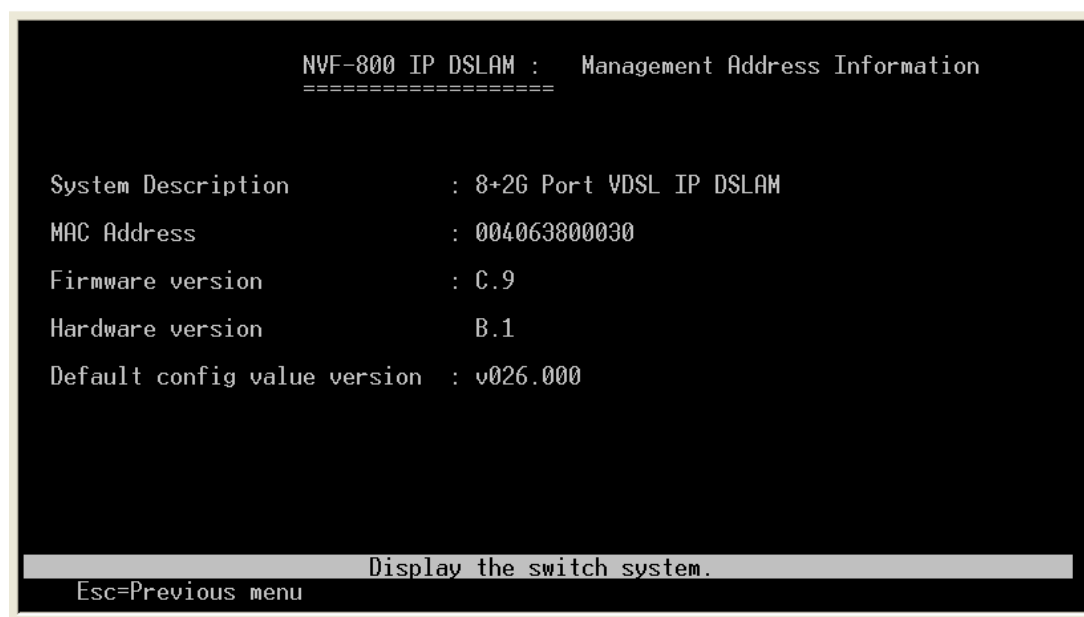 NVF-800 IP DSLAM :   Management Address Information
===================
System Description : 8+2G Port VDSL IP DSLAM
MAC Address : 004063800030
Firmware version : C.9
Hardware version B.1
Default config value version : v026.000
Display the switch system.
Esc=Previous menu